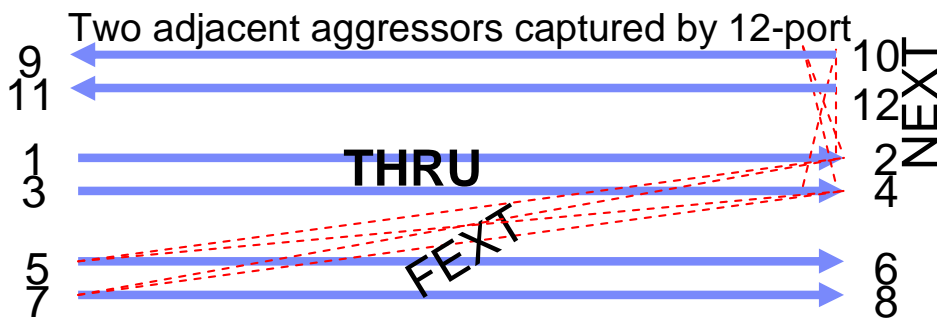 Two adjacent aggressors captured by 12-port
9 10
11 12
NEXT
1 THRU 2
3 4
FEXT
5 6
7 8